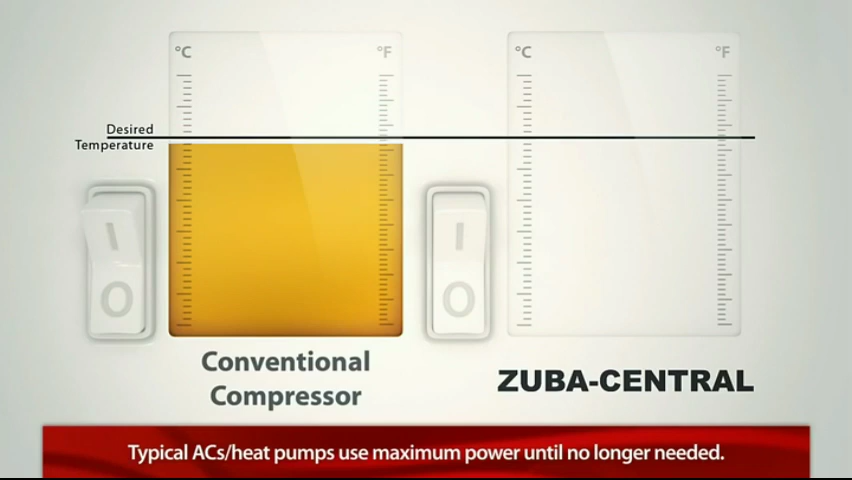 °C
°F
°C
°F
Desired
Temperature
I
O
I
O
Conventional
Compressor
ZUBA-CENTRAL
Typical ACs/heat pumps use maximum power until no longer needed.